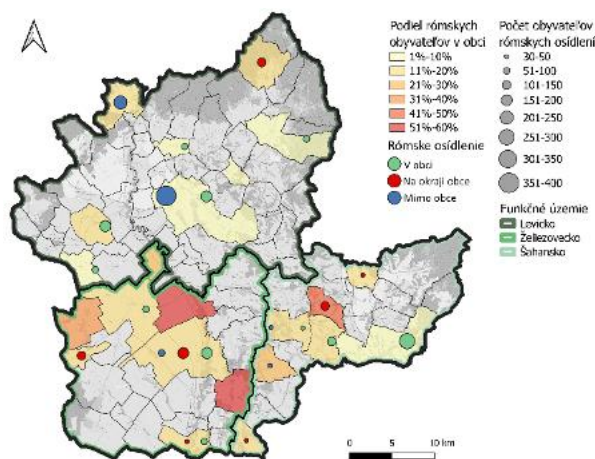 Podiel rómskych
obyvateľov v obci
1%-10%
11%-20%
21%-30%
31%-40%
41%-50%
51%-60%
Rómske osídlenie
V obci
Na okraji obce
Mimo obce
Počet obyvateľov
rómskych osídlení
30-50
51-100
101-150
151-200
201-250
251-300
301-350
351-400
Funkčné územie
Levicko
Želiezovecko
Šahansko
0 5 10 km